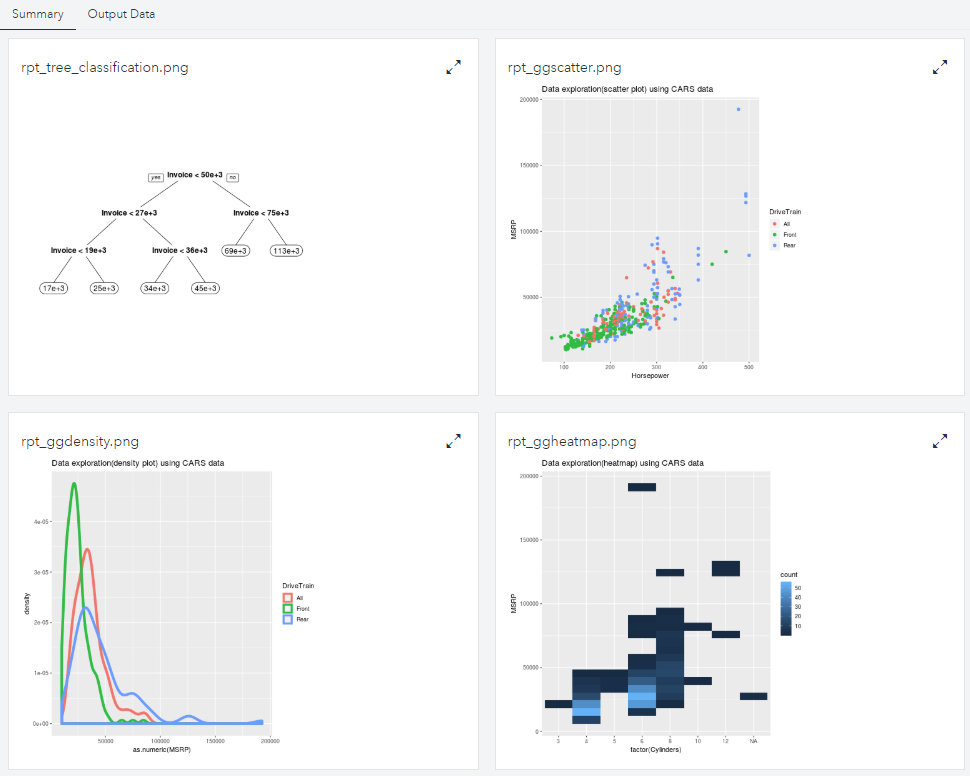 Summary Output Data
rpt_tree_classification.png
yes Invoice < 50e+3 no
Invoice < 27e+3 Invoice < 75e+3
Invoice < 19e+3 Invoice < 36e+3 69e+3 113e+3
17e+3 25e+3 34e+3 45e+3
rpt_ggscatter.png
Data exploration(scatter plot) using CARS data
200000
150000
100000
50000
MSRP
100 200 300 400 500
Horsepower
DriveTrain
All
Front
Rear
rpt_ggdensity.png
Data exploration(density plot) using CARS data
4e-05
3e-05
2e-05
1e-05
0e+00
density
50000 100000 150000 200000
as.numeric(MSRP)
DriveTrain
All
Front
Rear
rpt_ggheatmap.png
Data exploration(heatmap) using CARS data
200000
150000
100000
50000
0
MSRP
3 4 5 6 8 10 12 NA
factor(Cylinders)
count
50
40
30
20
10